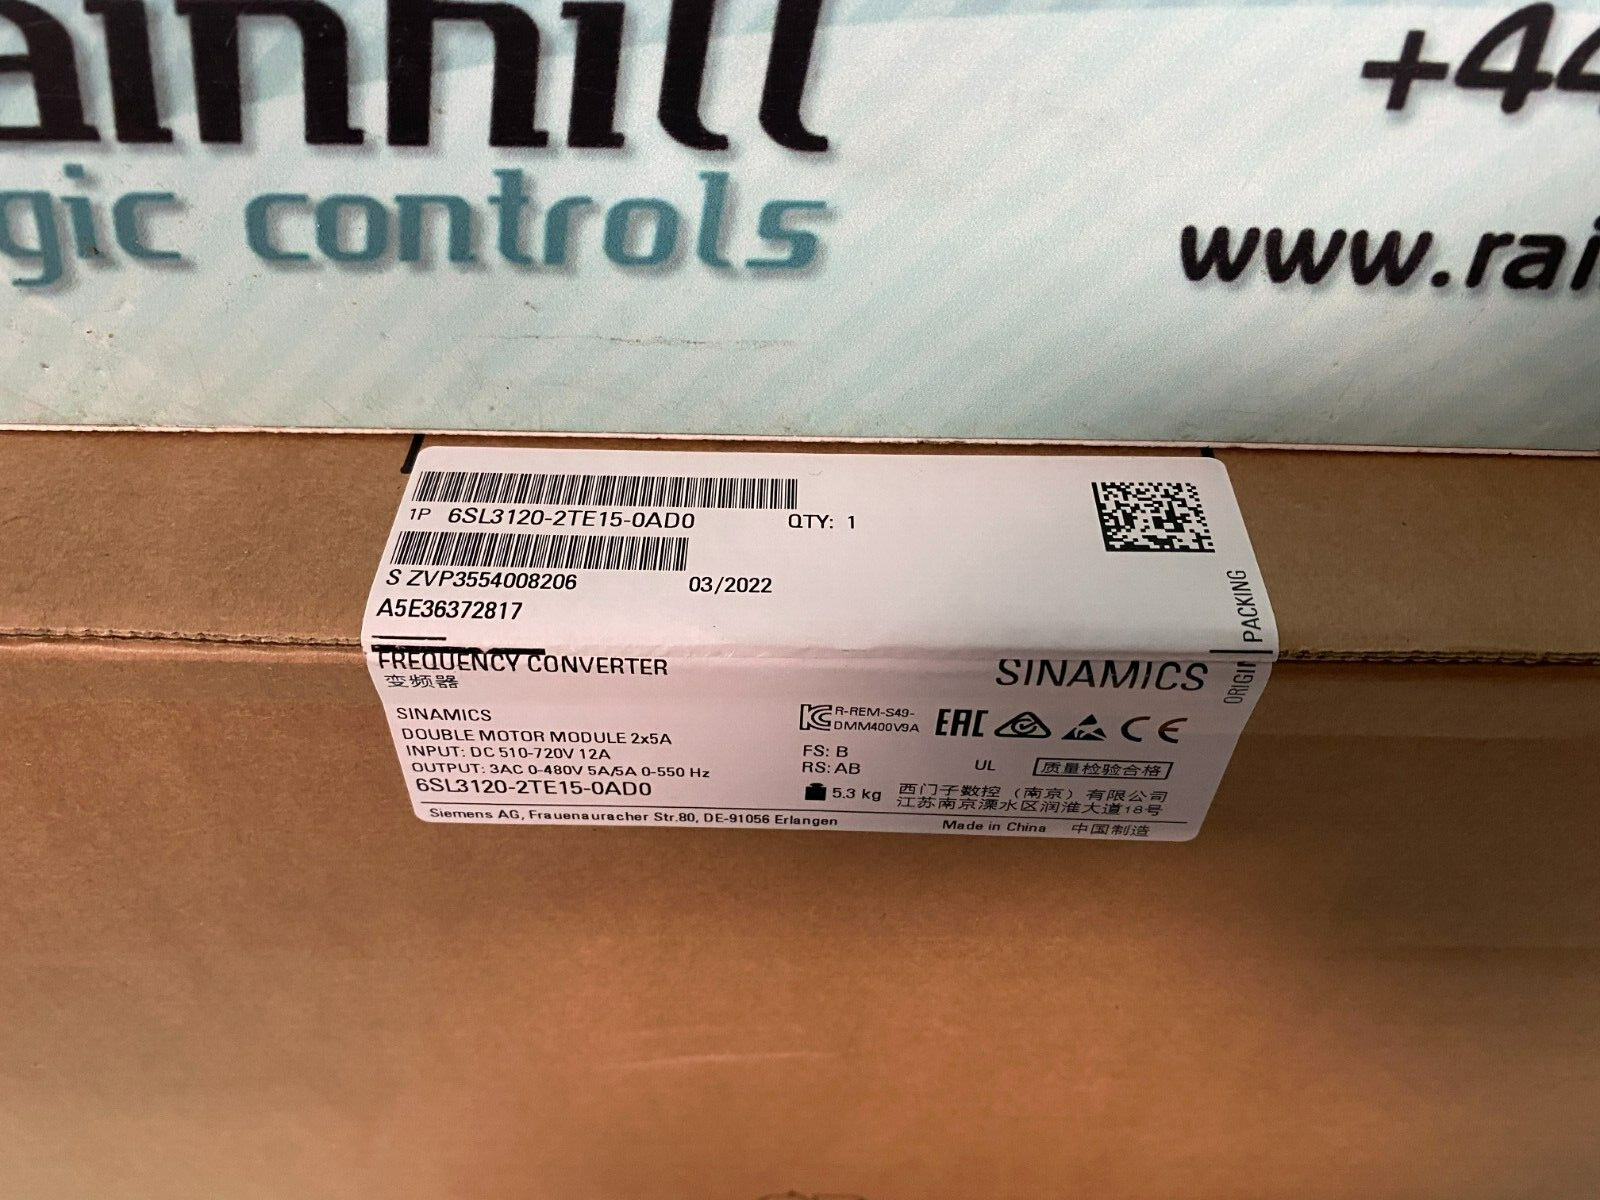 ainhill
gic controls
+44
www.rai
1P 6SL3120-2TE15-0AD0 QTY: 1
S ZVP3554008206 03/2022
A5E36372817
ORIGIN PACKING
FREQUENCY CONVERTER SINAMICS
变频器
SINAMICS
DOUBLE MOTOR MODULE 2x5A
INPUT: DC 510-720V 12A
OUTPUT: 3AC 0-480V 5A/5A 0-550 Hz
6SL3120-2TE15-0AD0
R-REM-S49-
DMM400V9A
EAC CE
FS: B
RS: AB
UL 质量检验合格
5.3 kg
西门子数控（南京）有限公司
江苏南京溧水区润淮大道18号
Siemens AG, Frauenauracher Str.80, DE-91056 Erlangen
Made in China 中国制造